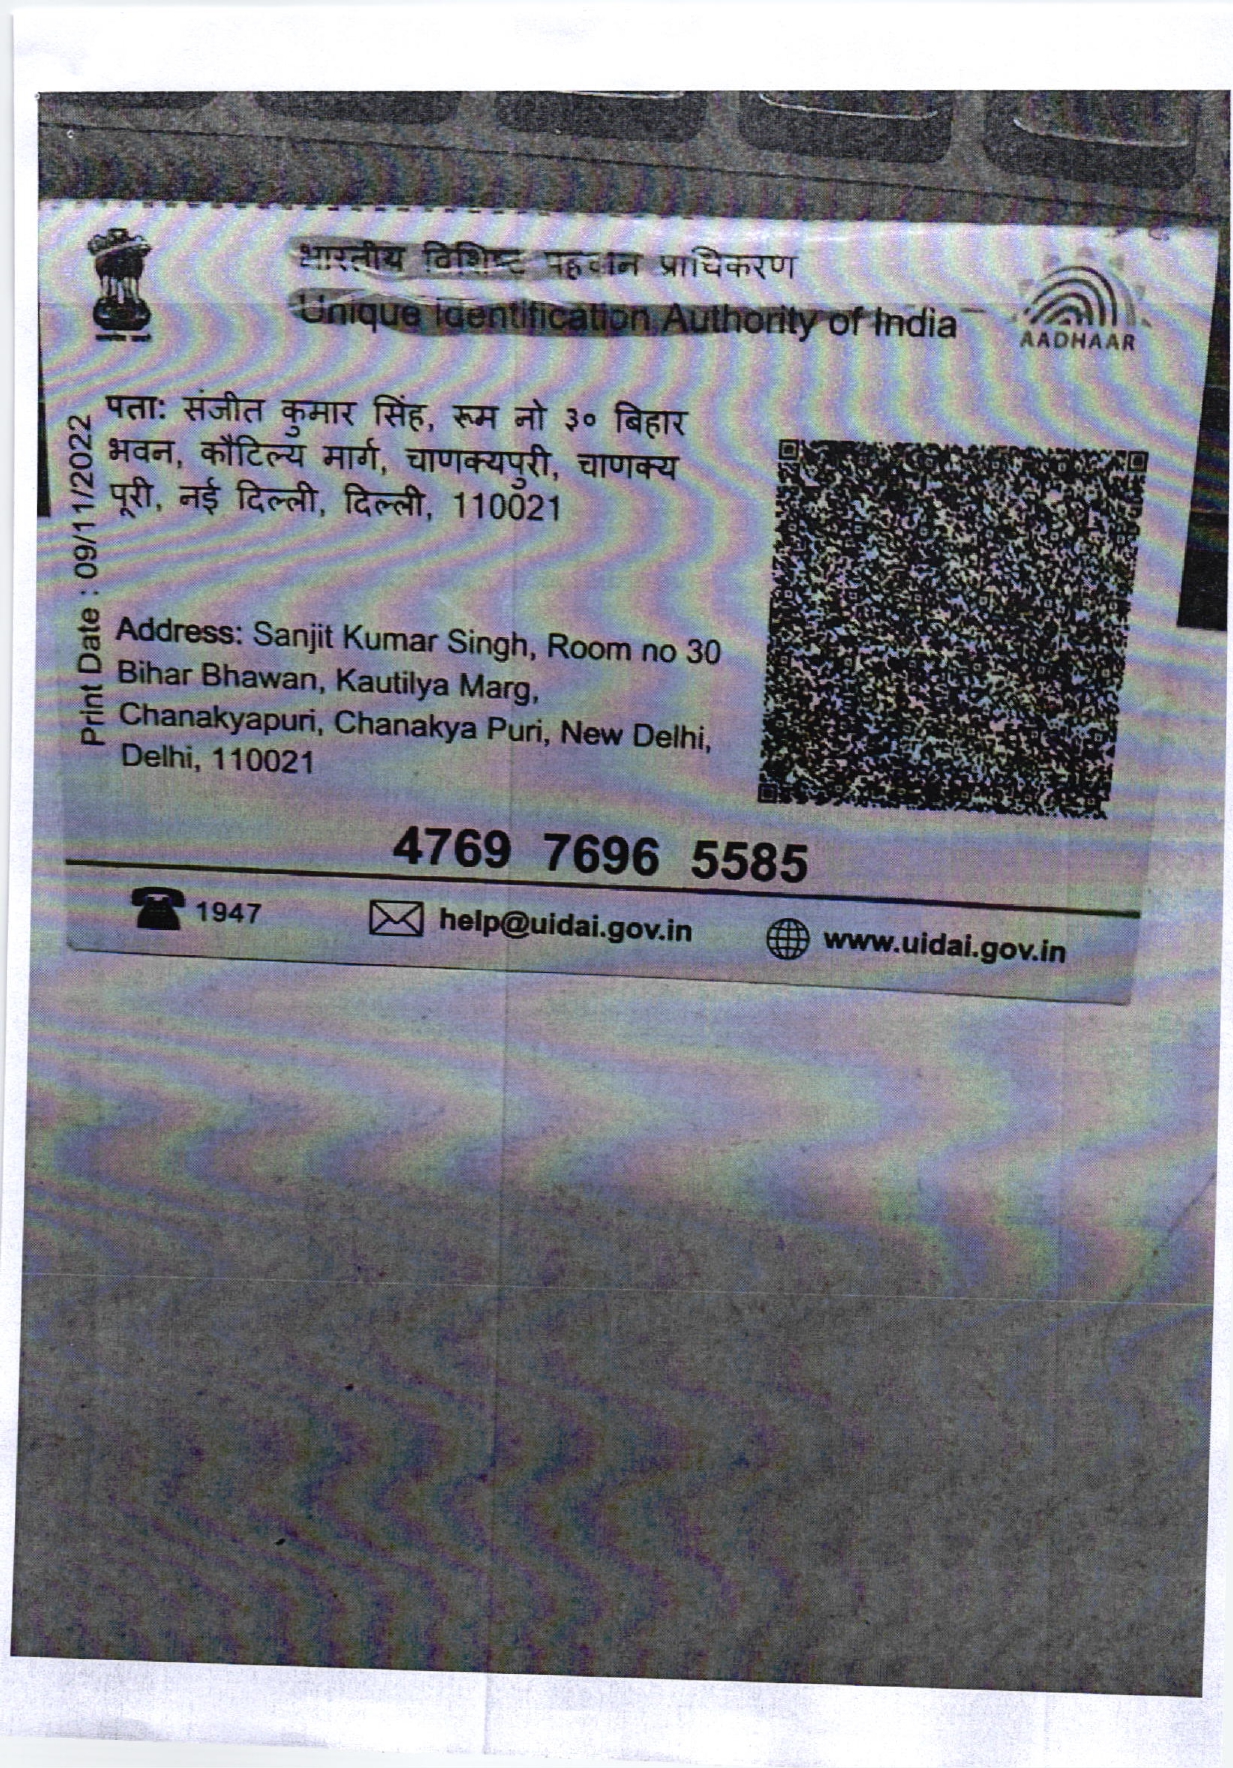 भारतीय विशिष्ट पहचान प्राधिकरण
Unique Identification Authority of India
AADHAAR
पता: संजीत कुमार सिंह, रूम नो ३० बिहार
भवन, कौटिल्य मार्ग, चाणक्यपुरी, चाणक्य
पूरी, नई दिल्ली, दिल्ली, 110021
Print Date : 09/11/2022
Address: Sanjit Kumar Singh, Room no 30
Bihar Bhawan, Kautilya Marg,
Chanakyapuri, Chanakya Puri, New Delhi,
Delhi, 110021
4769 7696 5585
1947
help@uidai.gov.in
www.uidai.gov.in